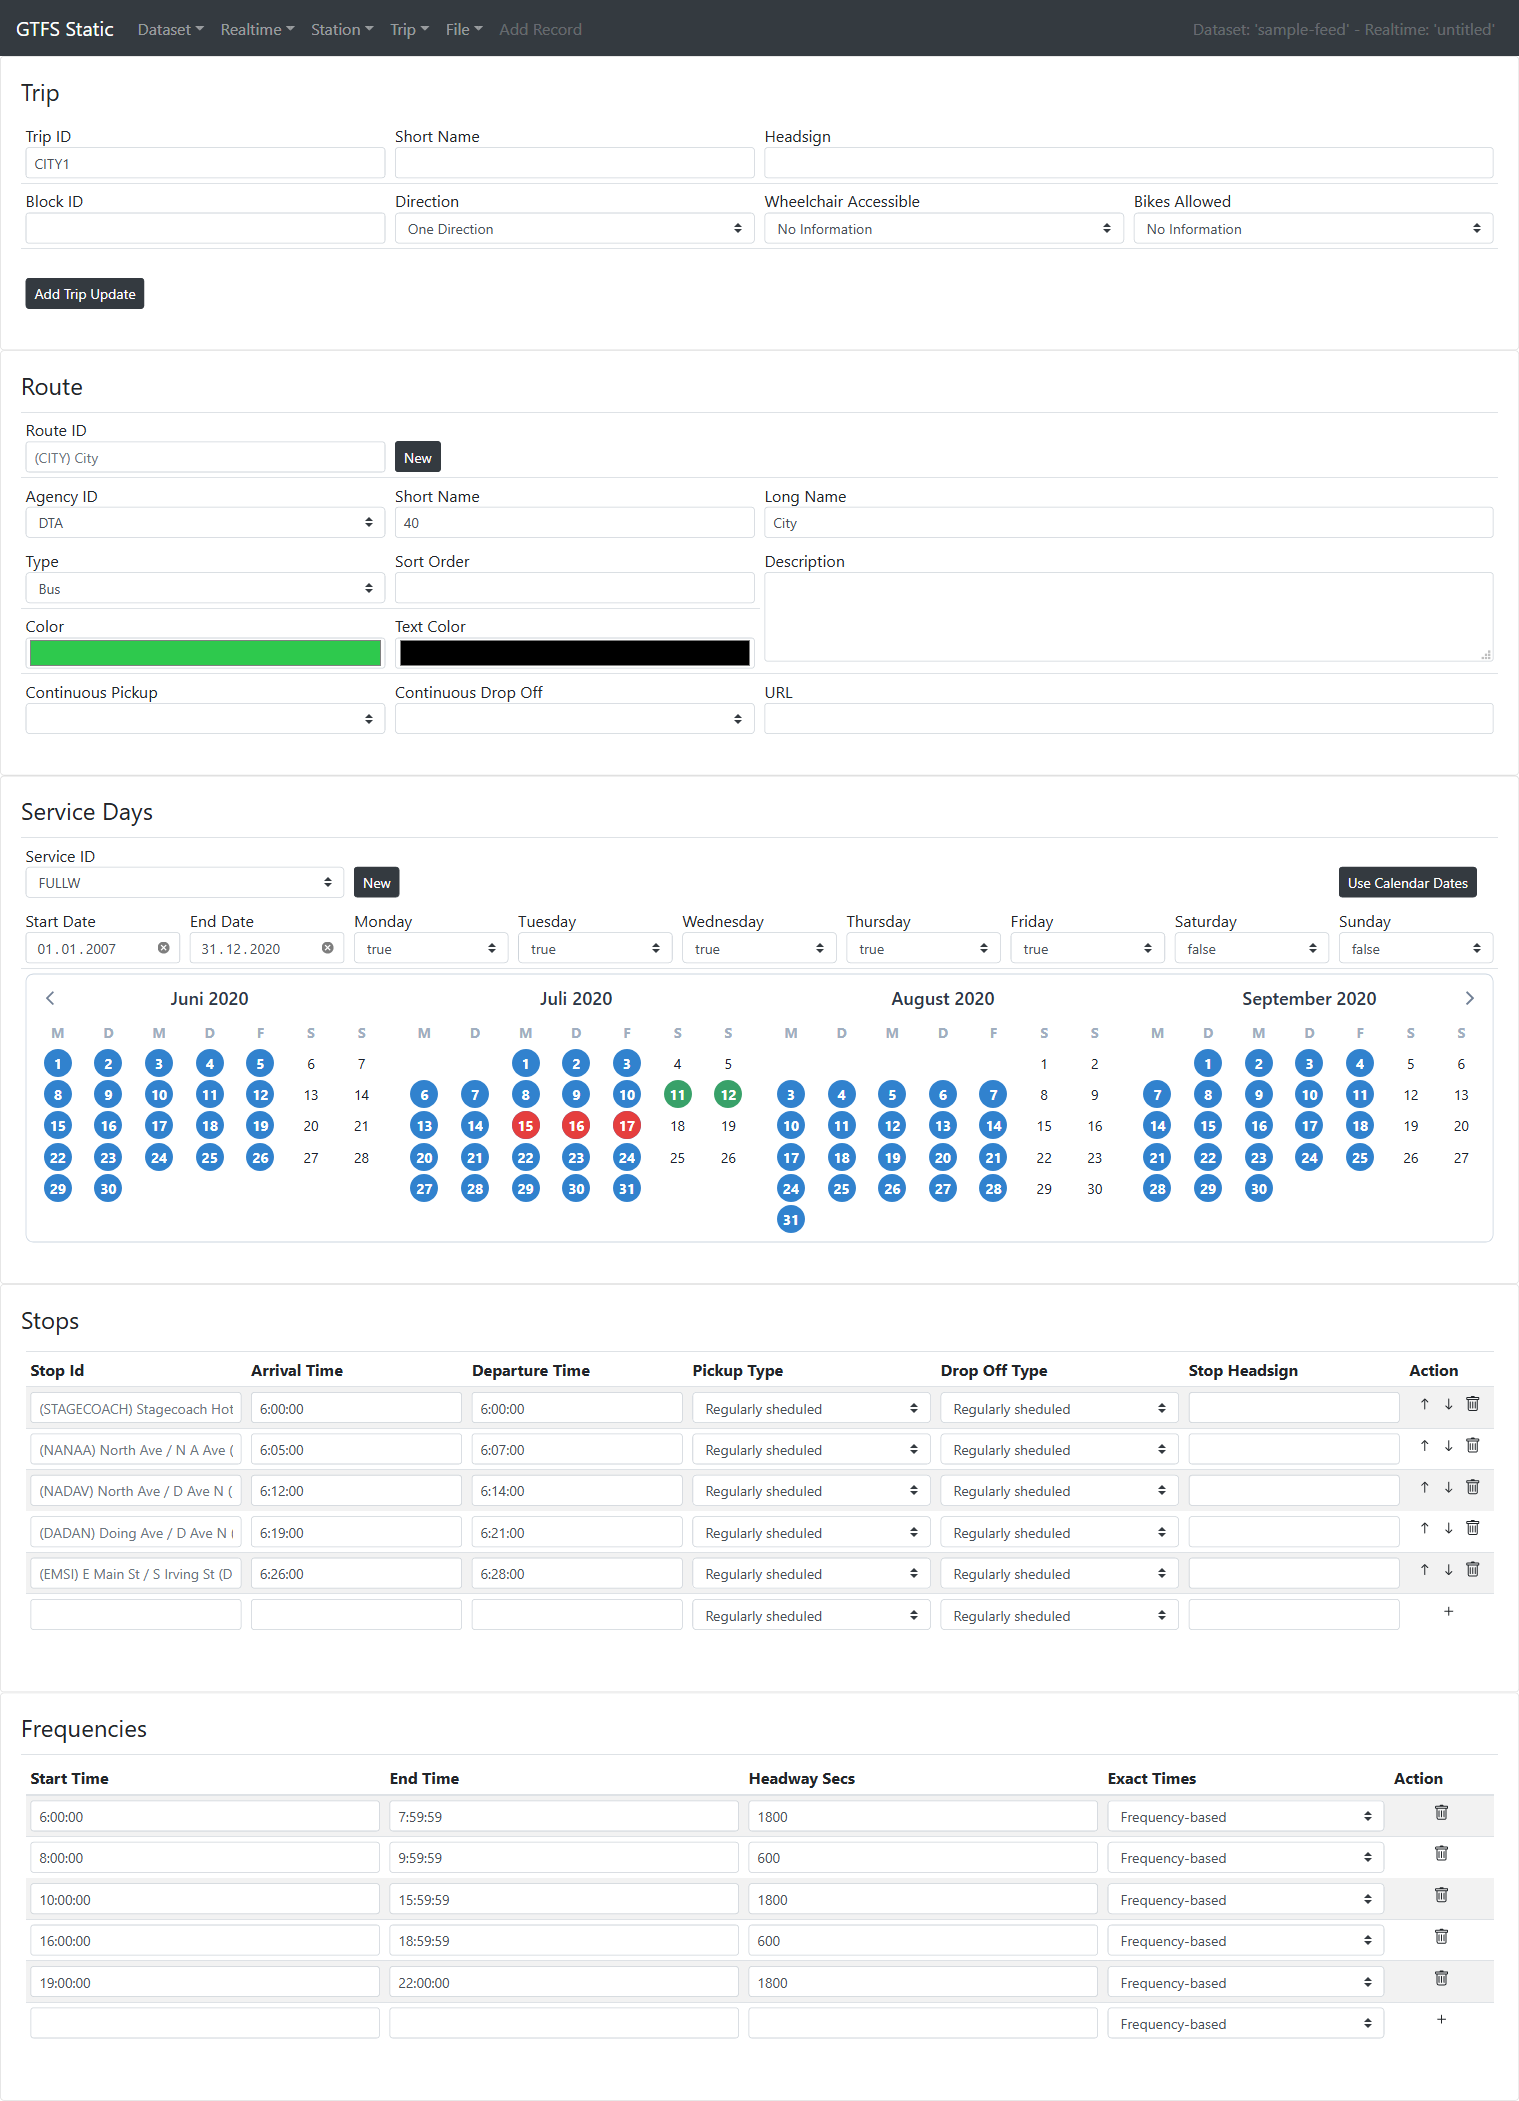 GTFS Static Dataset Realtime Station Trip File Add Record Dataset: 'sample-feed' - Realtime: 'untitled'
Trip
Trip ID Short Name Headsign
CITY1
Block ID Direction Wheelchair Accessible Bikes Allowed
One Direction No Information No Information
Add Trip Update
Route
Route ID
(CITY) City New
Agency ID Short Name Long Name
DTA 40 City
Type Sort Order Description
Bus
Color Text Color
Continuous Pickup Continuous Drop Off URL
Service Days
Service ID
FULLW New Use Calendar Dates
Start Date End Date Monday Tuesday Wednesday Thursday Friday Saturday Sunday
01.01.2007 31.12.2020 true true true true true false false
Juni 2020 Juli 2020 August 2020 September 2020
M D M D F S S M D M D F S S M D M D F S S M D M D F S S
1 2 3 4 5 6 7 1 2 3 4 5 1 2 1 2 3 4 5 6
8 9 10 11 12 13 14 6 7 8 9 10 11 12 3 4 5 6 7 8 9 7 8 9 10 11 12 13
15 16 17 18 19 20 21 13 14 15 16 17 18 19 10 11 12 13 14 15 16 14 15 16 17 18 19 20
22 23 24 25 26 27 28 20 21 22 23 24 25 26 17 18 19 20 21 22 23 21 22 23 24 25 26 27
29 30 27 28 29 30 31 24 25 26 27 28 29 30 28 29 30
31
Stops
Stop Id Arrival Time Departure Time Pickup Type Drop Off Type Stop Headsign Action
(STAGECOACH) Stagecoach Hot 6:00:00 6:00:00 Regularly sheduled Regularly sheduled
(NANAA) North Ave / N A Ave ( 6:05:00 6:07:00 Regularly sheduled Regularly sheduled
(NADAV) North Ave / D Ave N ( 6:12:00 6:14:00 Regularly sheduled Regularly sheduled
(DADAN) Doing Ave / D Ave N ( 6:19:00 6:21:00 Regularly sheduled Regularly sheduled
(EMSI) E Main St / S Irving St (D 6:26:00 6:28:00 Regularly sheduled Regularly sheduled
Regularly sheduled Regularly sheduled
Frequencies
Start Time End Time Headway Secs Exact Times Action
6:00:00 7:59:59 1800 Frequency-based
8:00:00 9:59:59 600 Frequency-based
10:00:00 15:59:59 1800 Frequency-based
16:00:00 18:59:59 600 Frequency-based
19:00:00 22:00:00 1800 Frequency-based
Frequency-based